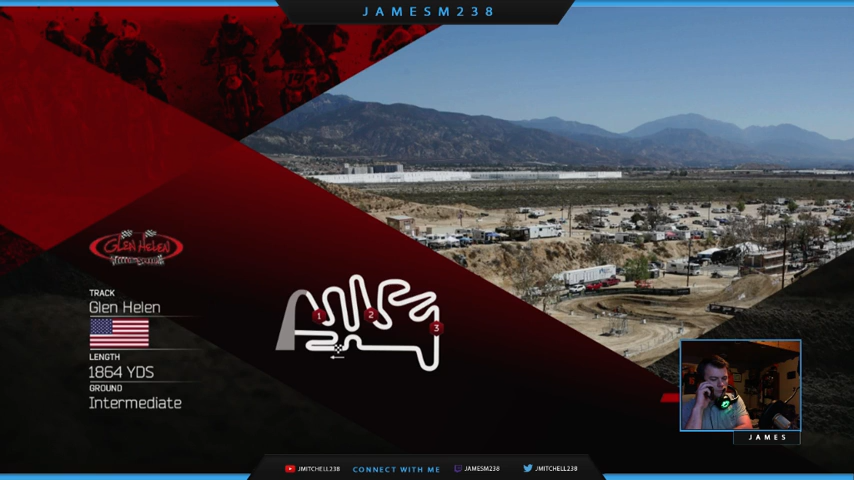 JAMESM238
GLEN HELEN
TRACK
Glen Helen
LENGTH
1864 YDS
GROUND
Intermediate
1
2
3
JAMES
JMITCHELL238
CONNECT WITH ME
JAMESM238
JMITCHELL238